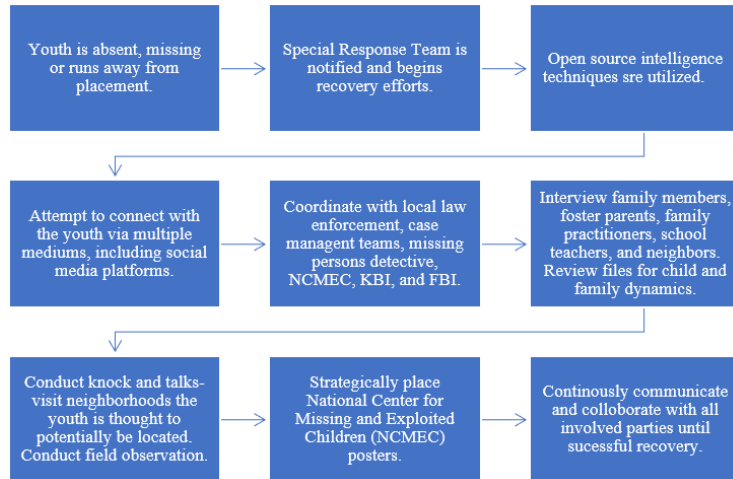 Youth is absent, missing
or runs away from
placement.
Special Response Team is
notified and begins
recovery efforts.
Open source intelligence
techniques sre utilized.
Attempt to connect with
the youth via multiple
mediums, including social
media platforms.
Coordinate with local law
enforcement, case
managent teams, missing
persons detective,
NCMEC, KBI, and FBI.
Interview family members,
foster parents, family
practitioners, school
teachers, and neighbors.
Review files for child and
family dynamics.
Conduct knock and talks-
visit neighborhoods the
youth is thought to
potentially be located.
Conduct field observation.
Strategically place
National Center for
Missing and Exploited
Children (NCMEC)
posters.
Continously communicate
and colloborate with all
involved parties until
sucessful recovery.